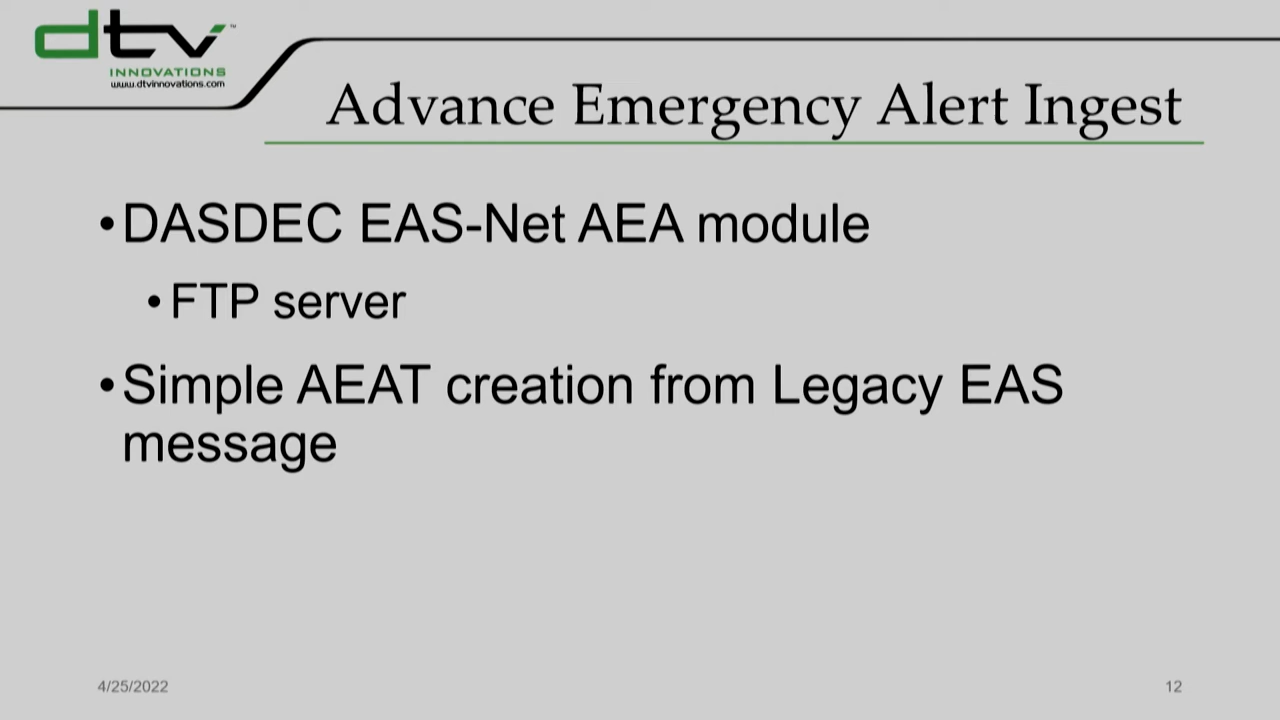 dtv™
INNOVATIONS
www.dtvinnovations.com
Advance Emergency Alert Ingest
•DASDEC EAS-Net AEA module
•FTP server
•Simple AEAT creation from Legacy EAS
message
4/25/2022
12